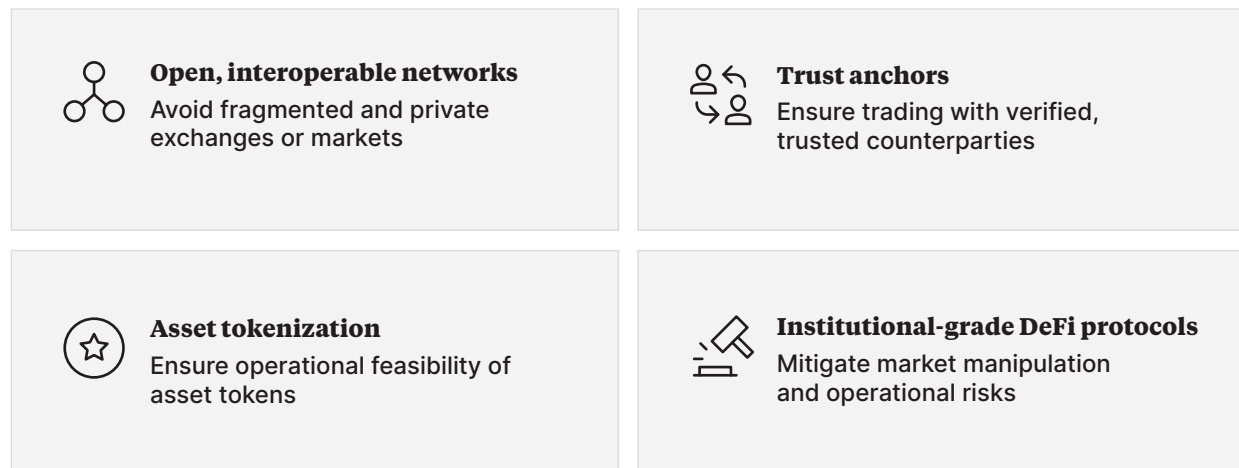 Open, interoperable networks
Avoid fragmented and private
exchanges or markets
Trust anchors
Ensure trading with verified,
trusted counterparties
Asset tokenization
Ensure operational feasibility of
asset tokens
Institutional-grade DeFi protocols
Mitigate market manipulation
and operational risks